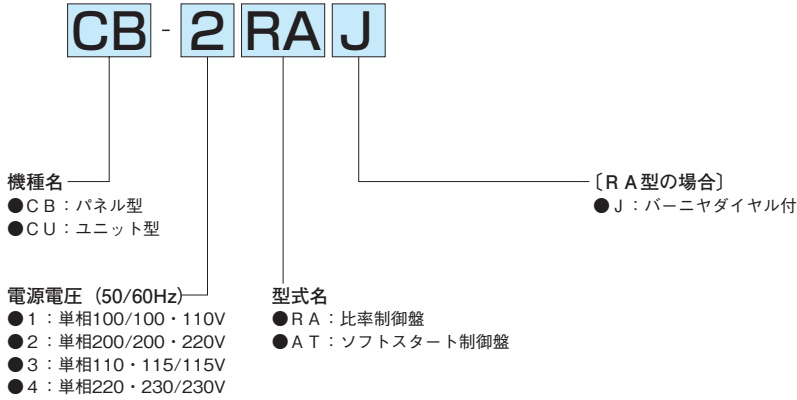 CB - 2 RA J
機種名
●CB：パネル型
●CU：ユニット型
〔RA型の場合〕
●J：バーニヤダイヤル付
電源電圧（50/60Hz）
●1：単相100/100・110V
●2：単相200/200・220V
●3：単相110・115/115V
●4：単相220・230/230V
型式名
●RA：比率制御盤
●AT：ソフトスタート制御盤